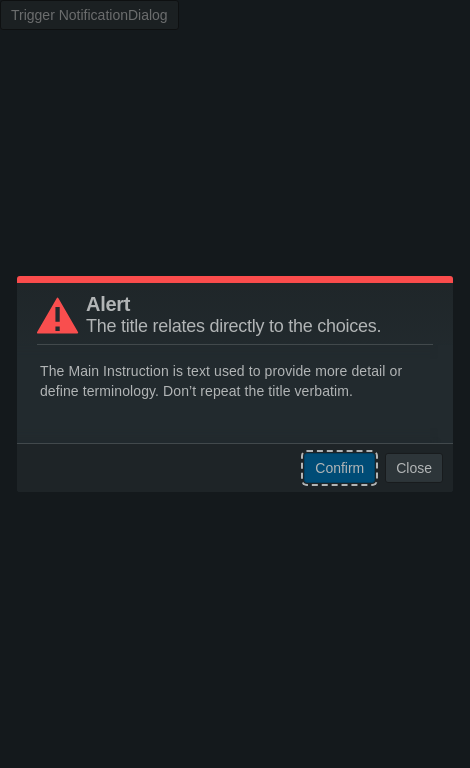 Trigger NotificationDialog
Alert
The title relates directly to the choices.
The Main Instruction is text used to provide more detail or
define terminology. Don’t repeat the title verbatim.
Confirm
Close